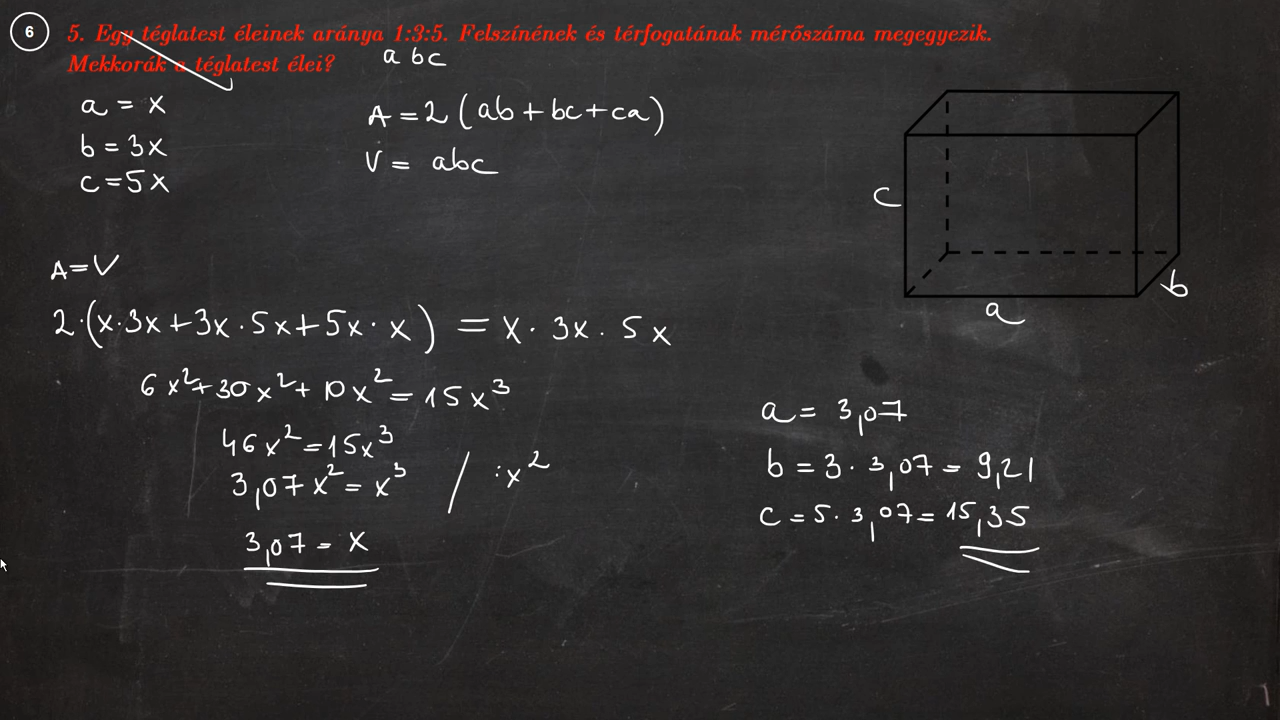 6
5. Egy téglatest éleinek aránya 1:3:5. Felszínének és térfogatának mérőszáma megegyezik.
Mekkorák a téglatest élei?
a b c
a = x
b = 3x
c = 5x
A = 2 (ab + bc + ca)
V = abc
c
b
a
A = V
2·(x·3x + 3x·5x + 5x·x) = x·3x·5x
6x² + 30x² + 10x² = 15x³
46x² = 15x³
3,07x² = x³ / :x²
3,07 = x
a = 3,07
b = 3·3,07 = 9,21
c = 5·3,07 = 15,35